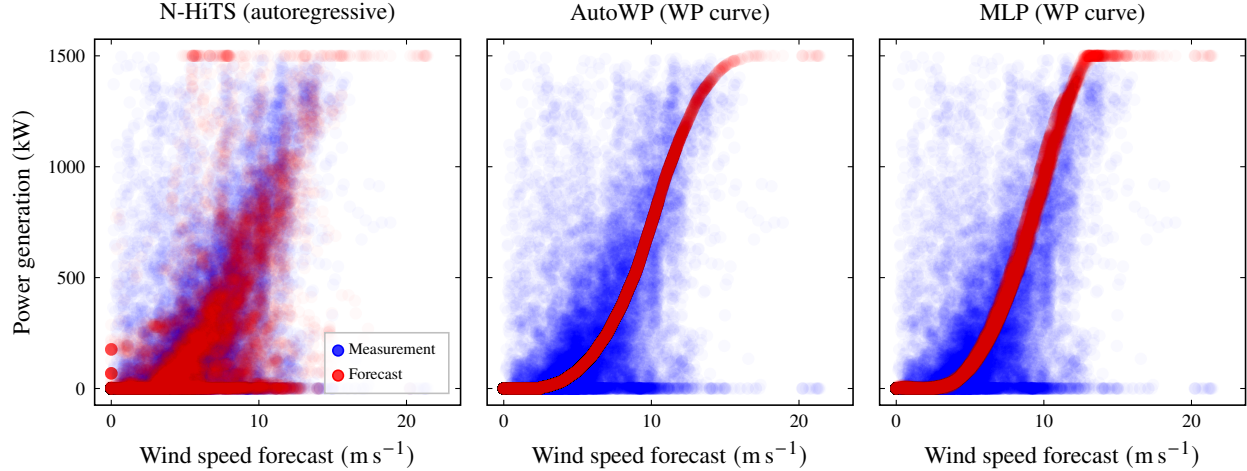 N-HiTS (autoregressive) AutoWP (WP curve) MLP (WP curve)
Power generation (kW)
1500
1000
500
0
Measurement
Forecast
0 10 20 0 10 20 0 10 20
Wind speed forecast (m s⁻¹) Wind speed forecast (m s⁻¹) Wind speed forecast (m s⁻¹)